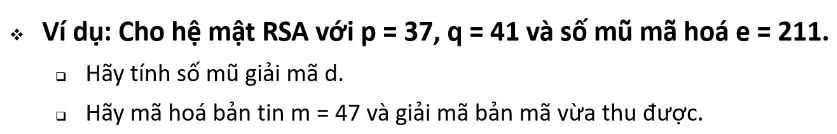 ❖ Ví dụ: Cho hệ mật RSA với p = 37, q = 41 và số mũ mã hoá e = 211.
❑ Hãy tính số mũ giải mã d.
❑ Hãy mã hoá bản tin m = 47 và giải mã bản mã vừa thu được.